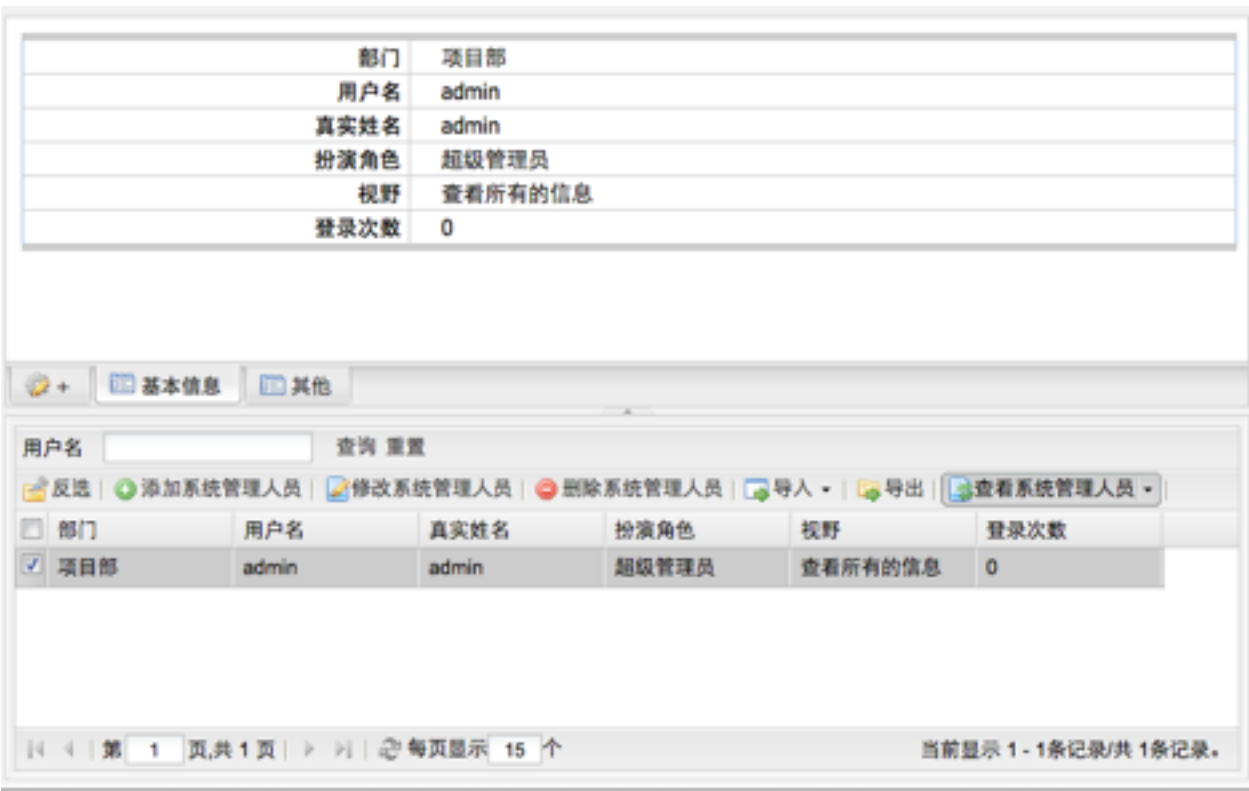 部门 项目部
用户名 admin
真实姓名 admin
扮演角色 超级管理员
视野 查看所有的信息
登录次数 0
+ 基本信息 其他
用户名 查询 重置
反选 添加系统管理人员 修改系统管理人员 删除系统管理人员 导入 导出 查看系统管理人员
部门 用户名 真实姓名 扮演角色 视野 登录次数
项目部 admin admin 超级管理员 查看所有的信息 0
第 1 页,共 1 页 每页显示 15 个 当前显示 1 - 1条记录/共 1条记录。